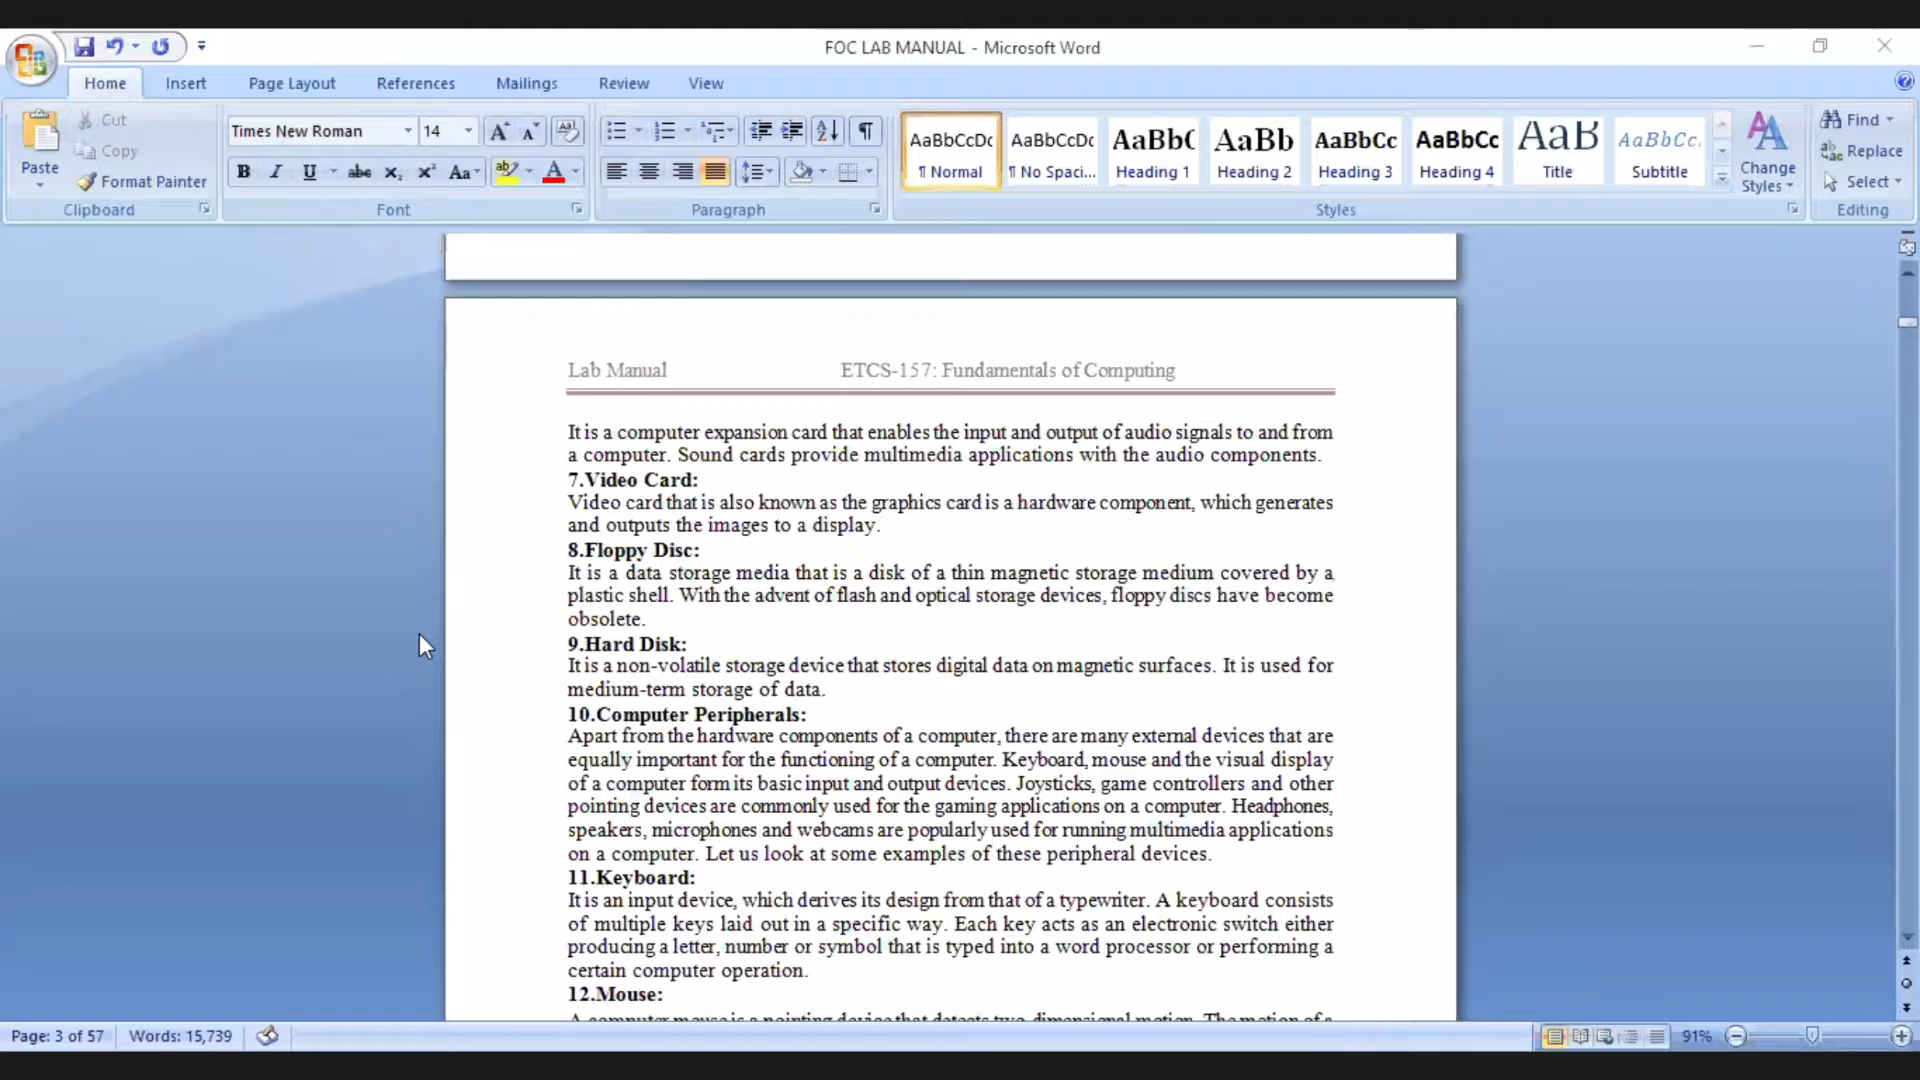 FOC LAB MANUAL - Microsoft Word
Home Insert Page Layout References Mailings Review View
Paste
Cut
Copy
Format Painter
Clipboard
Times New Roman 14
B I U abc X₂ X² Aa ab A
Font
Paragraph
AaBbCcDc AaBbCcDc AaBbC AaBb AaBbCc AaBbCc AaB AaBbCc.
¶ Normal ¶ No Spaci... Heading 1 Heading 2 Heading 3 Heading 4 Title Subtitle
Change
Styles
Styles
Find
Replace
Select
Editing
Lab Manual ETCS-157: Fundamentals of Computing
It is a computer expansion card that enables the input and output of audio signals to and from
a computer. Sound cards provide multimedia applications with the audio components.
7.Video Card:
Video card that is also known as the graphics card is a hardware component, which generates
and outputs the images to a display.
8.Floppy Disc:
It is a data storage media that is a disk of a thin magnetic storage medium covered by a
plastic shell. With the advent of flash and optical storage devices, floppy discs have become
obsolete.
9.Hard Disk:
It is a non-volatile storage device that stores digital data on magnetic surfaces. It is used for
medium-term storage of data.
10.Computer Peripherals:
Apart from the hardware components of a computer, there are many external devices that are
equally important for the functioning of a computer. Keyboard, mouse and the visual display
of a computer form its basic input and output devices. Joysticks, game controllers and other
pointing devices are commonly used for the gaming applications on a computer. Headphones,
speakers, microphones and webcams are popularly used for running multimedia applications
on a computer. Let us look at some examples of these peripheral devices.
11.Keyboard:
It is an input device, which derives its design from that of a typewriter. A keyboard consists
of multiple keys laid out in a specific way. Each key acts as an electronic switch either
producing a letter, number or symbol that is typed into a word processor or performing a
certain computer operation.
12.Mouse:
A computer mouse is a pointing device that detects two-dimensional motion. The motion of a
Page: 3 of 57 Words: 15,739 91%